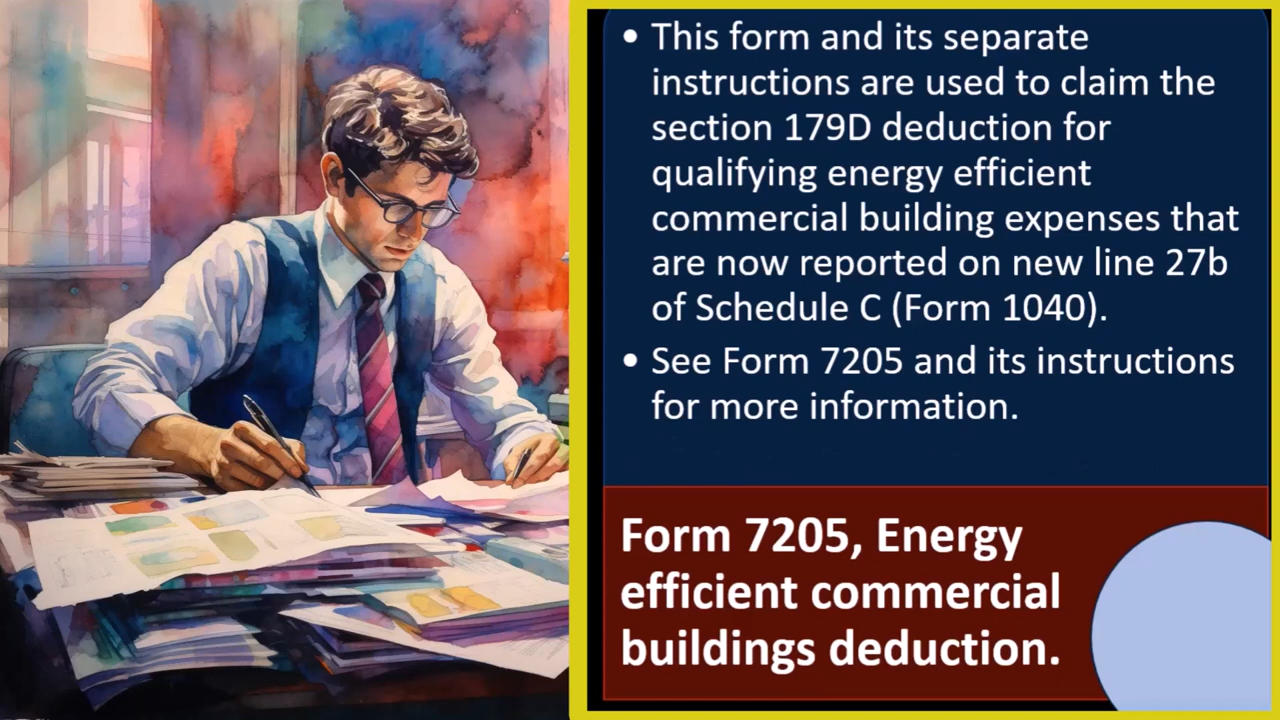 • This form and its separate
instructions are used to claim the
section 179D deduction for
qualifying energy efficient
commercial building expenses that
are now reported on new line 27b
of Schedule C (Form 1040).
• See Form 7205 and its instructions
for more information.
Form 7205, Energy
efficient commercial
buildings deduction.